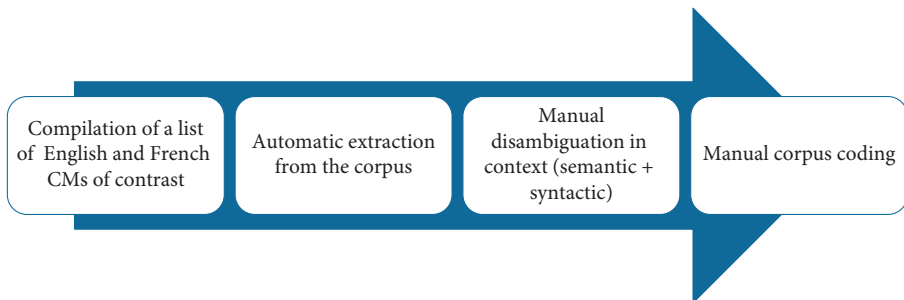 Compilation of a list
of English and French
CMs of contrast
Automatic extraction
from the corpus
Manual
disambiguation in
context (semantic +
syntactic)
Manual corpus coding